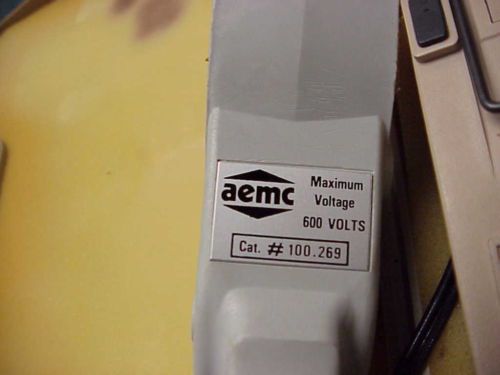 aemc
Maximum
Voltage
600 VOLTS
Cat. # 100.269